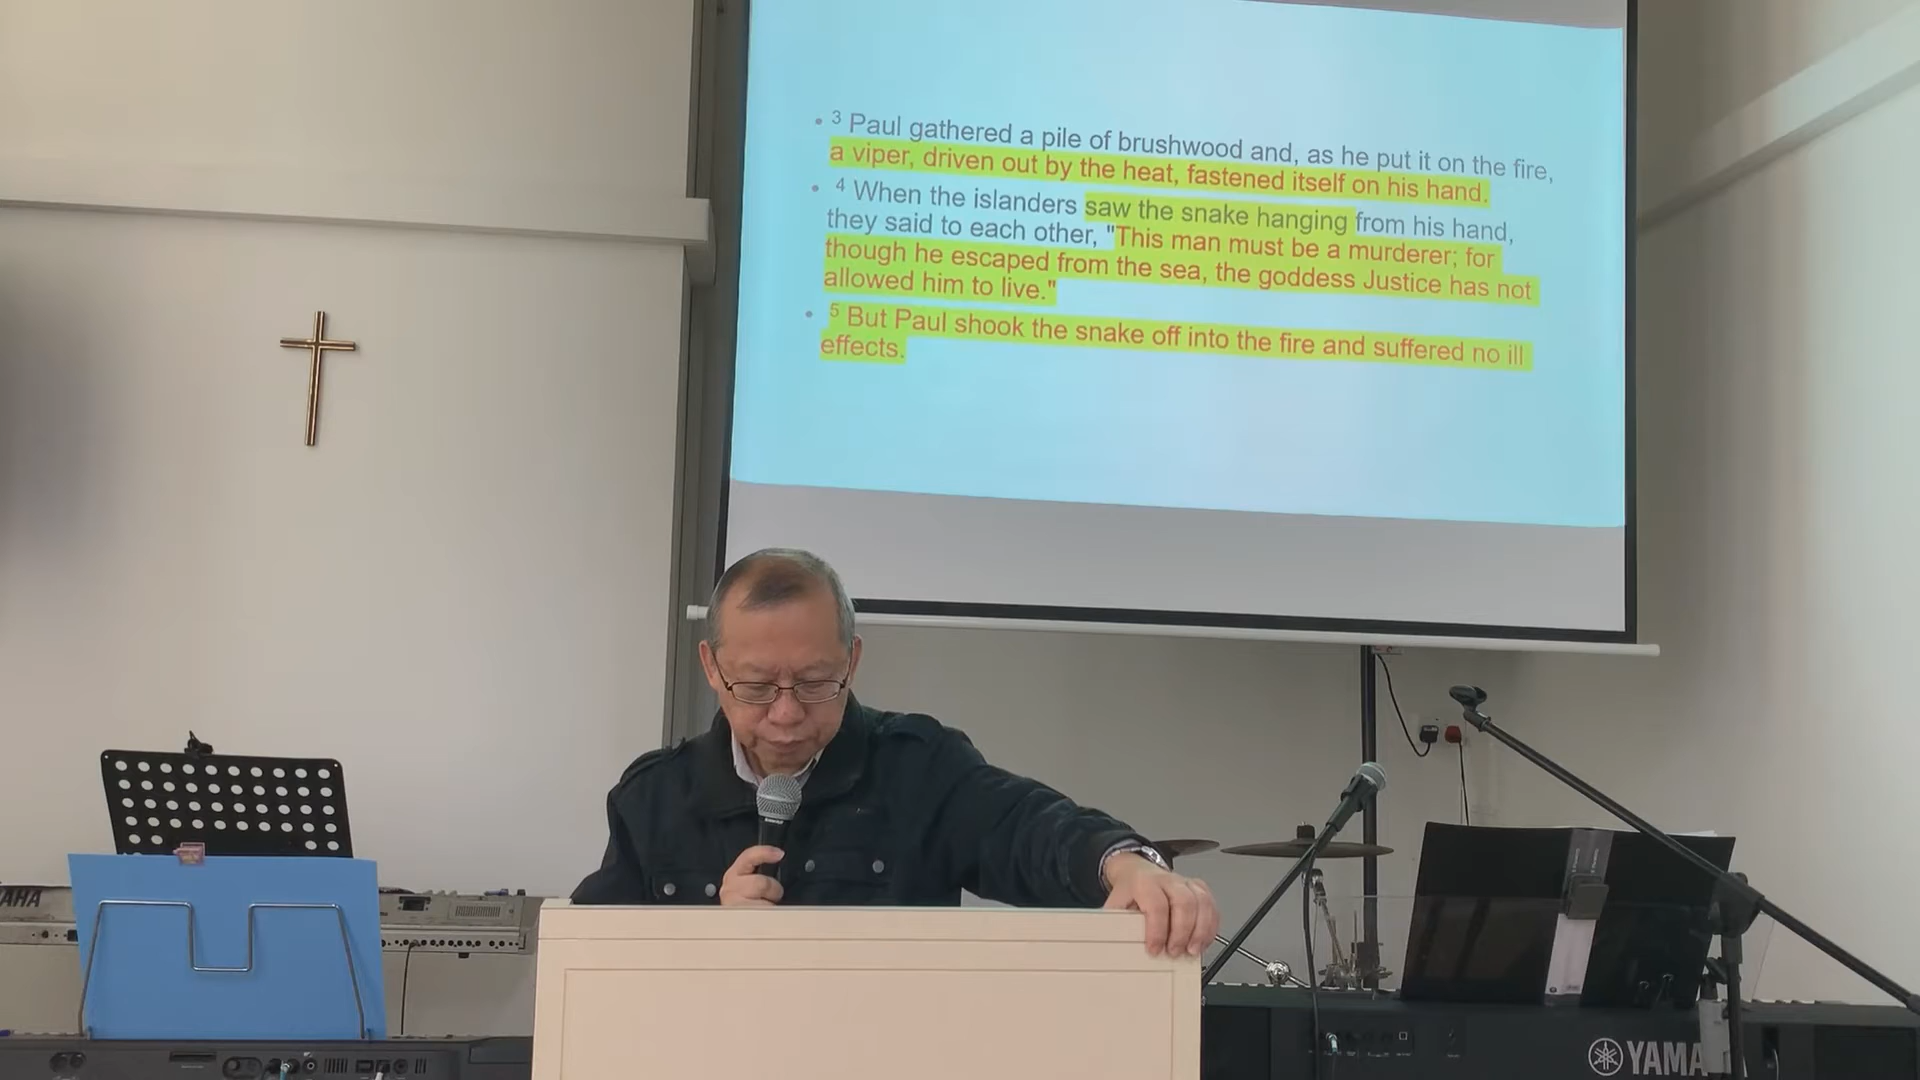 • ³ Paul gathered a pile of brushwood and, as he put it on the fire,
a viper, driven out by the heat, fastened itself on his hand.
• ⁴ When the islanders saw the snake hanging from his hand,
they said to each other, "This man must be a murderer; for
though he escaped from the sea, the goddess Justice has not
allowed him to live."
• ⁵ But Paul shook the snake off into the fire and suffered no ill
effects.
AHA
YAMA